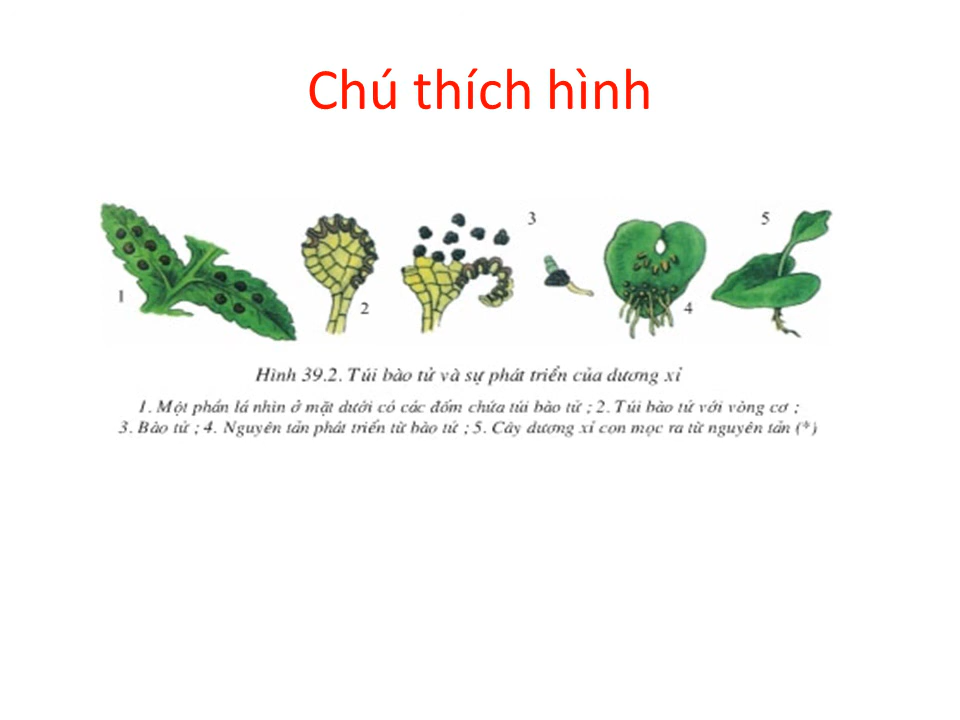 Chú thích hình
1
2
3
4
5
Hình 39.2. Túi bào tử và sự phát triển của dương xỉ
1. Một phần lá nhìn ở mặt dưới có các đốm chứa túi bào tử ; 2. Túi bào tử với vòng cơ ;
3. Bào tử ; 4. Nguyên tản phát triển từ bào tử ; 5. Cây dương xỉ con mọc ra từ nguyên tản (*)